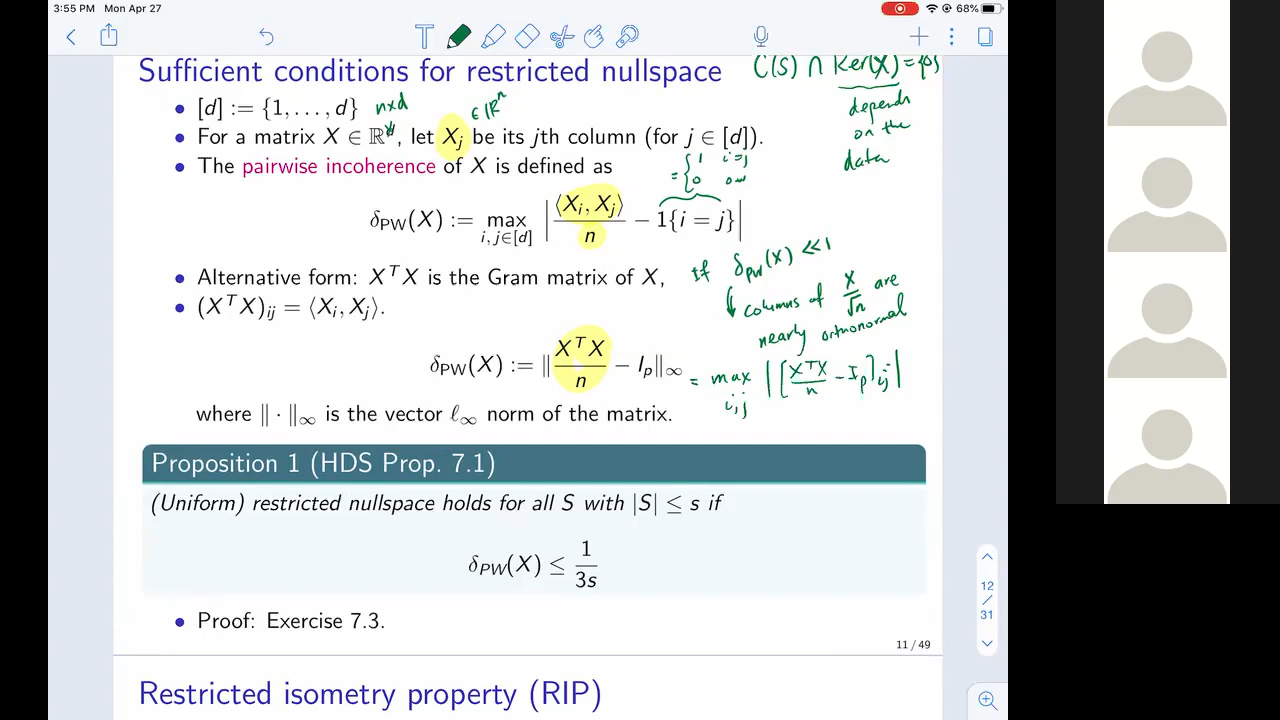 3:55 PM Mon Apr 27
68%
T
Sufficient conditions for restricted nullspace
C(S) ∩ Ker(X) = {0}
depends
on the
data
• [d] := {1, . . . , d}
n×d
∈ ℝⁿ
• For a matrix X ∈ ℝ, let Xⱼ be its jth column (for j ∈ [d]).
• The pairwise incoherence of X is defined as
= { 1 i=j
0 ow
δ_PW(X) := max_{i,j∈[d]} | ⟨Xᵢ, Xⱼ⟩ / n − 1{i = j} |
• Alternative form: XᵀX is the Gram matrix of X,
• (XᵀX)ᵢⱼ = ⟨Xᵢ, Xⱼ⟩.
If δ_PW(X) << 1
↓ columns of X/√n are
nearly orthonormal
δ_PW(X) := ‖ XᵀX / n − I_p ‖_∞
= max_{i,j} | [ XᵀX / n − I_p ]ᵢⱼ |
where ‖ · ‖_∞ is the vector ℓ_∞ norm of the matrix.
Proposition 1 (HDS Prop. 7.1)
(Uniform) restricted nullspace holds for all S with |S| ≤ s if
δ_PW(X) ≤ 1 / 3s
• Proof: Exercise 7.3.
11 / 49
12
/
31
Restricted isometry property (RIP)